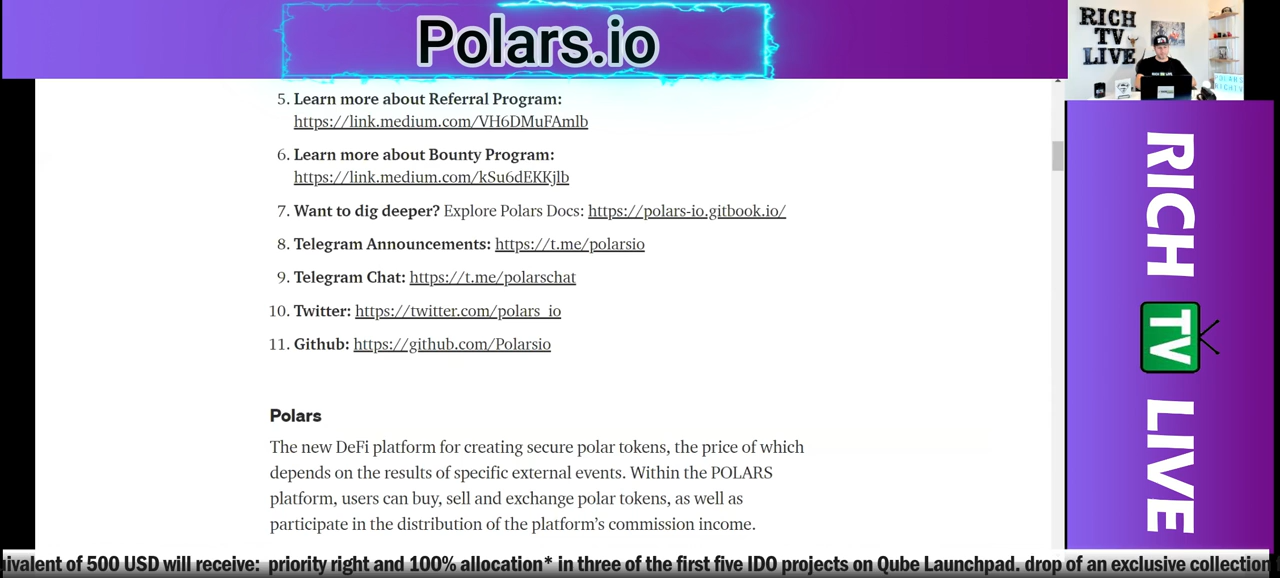 Polars.io
RICH
TV
LIVE
5. Learn more about Referral Program:
https://link.medium.com/VH6DMuFAmlb
6. Learn more about Bounty Program:
https://link.medium.com/kSu6dEKKjlb
7. Want to dig deeper? Explore Polars Docs: https://polars-io.gitbook.io/
8. Telegram Announcements: https://t.me/polarsio
9. Telegram Chat: https://t.me/polarschat
10. Twitter: https://twitter.com/polars_io
11. Github: https://github.com/Polarsio
Polars
The new DeFi platform for creating secure polar tokens, the price of which
depends on the results of specific external events. Within the POLARS
platform, users can buy, sell and exchange polar tokens, as well as
participate in the distribution of the platform's commission income.
RICH TV LIVE
ivalent of 500 USD will receive: priority right and 100% allocation* in three of the first five IDO projects on Qube Launchpad. drop of an exclusive collection